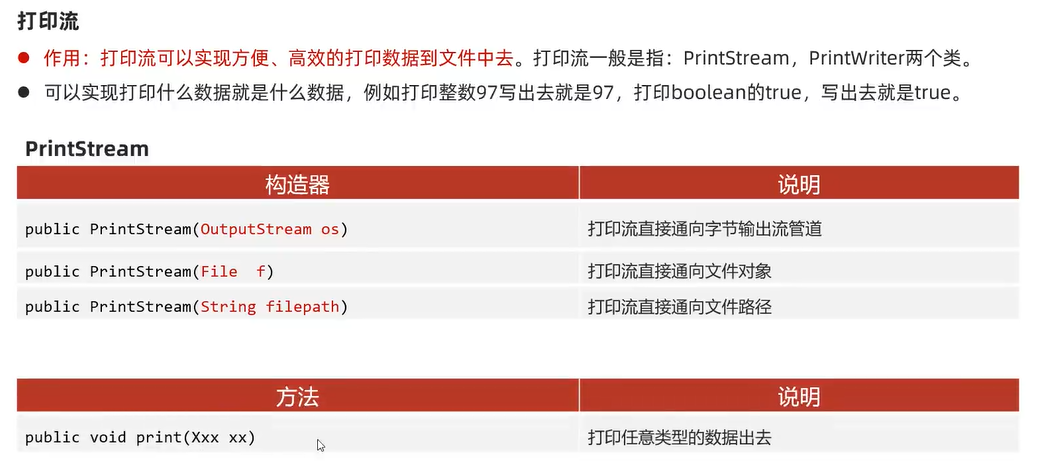 打印流
作用：打印流可以实现方便、高效的打印数据到文件中去。打印流一般是指：PrintStream，PrintWriter两个类。
可以实现打印什么数据就是什么数据，例如打印整数97写出去就是97，打印boolean的true，写出去就是true。
PrintStream
构造器 说明
public PrintStream(OutputStream os) 打印流直接通向字节输出流管道
public PrintStream(File f) 打印流直接通向文件对象
public PrintStream(String filepath) 打印流直接通向文件路径
方法 说明
public void print(Xxx xx) 打印任意类型的数据出去